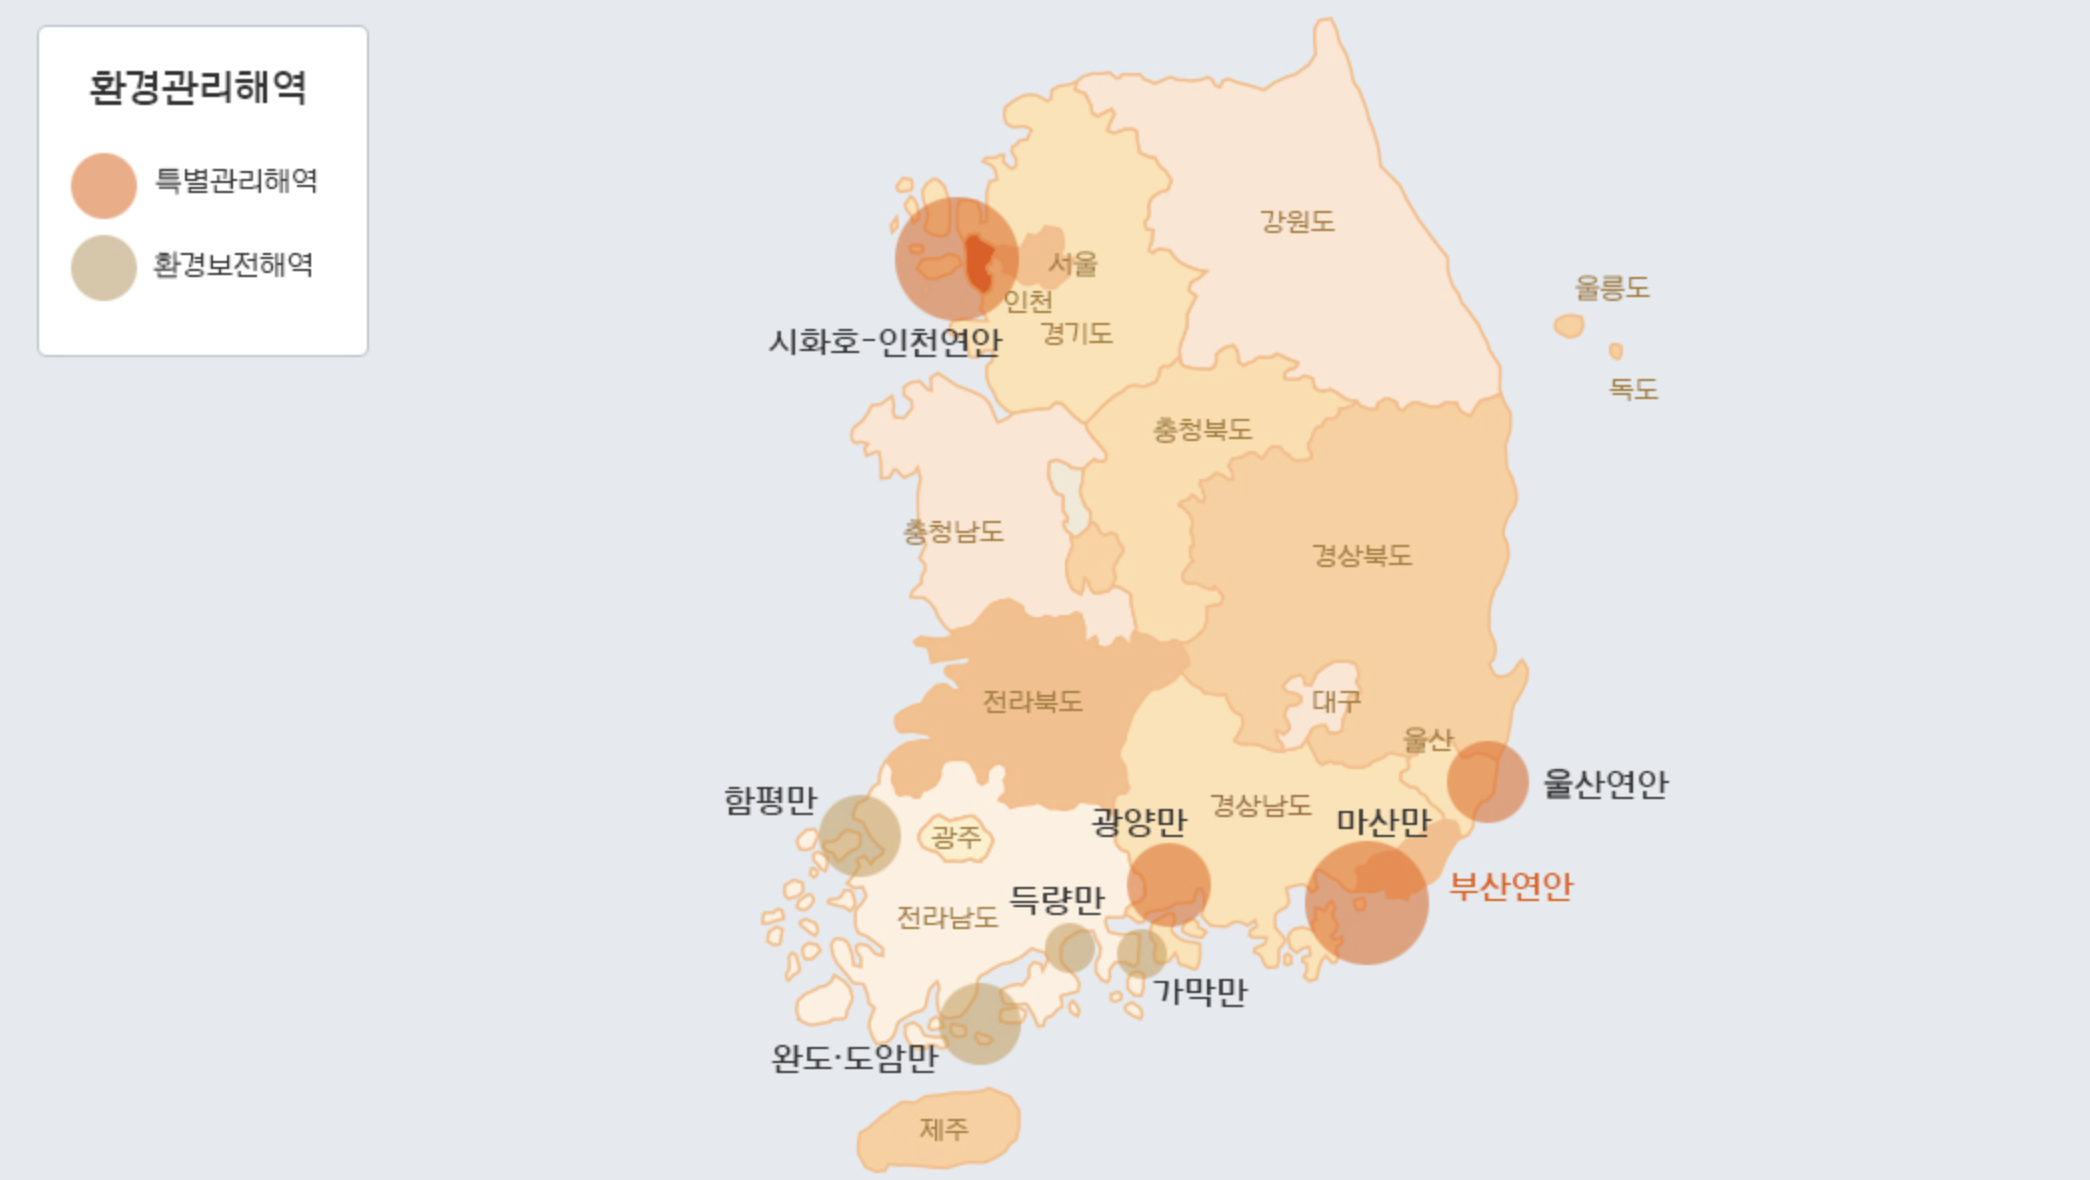 환경관리해역
특별관리해역
환경보전해역
강원도
서울
인천
경기도
시화호-인천연안
울릉도
독도
충청북도
충청남도
경상북도
전라북도
대구
울산
울산연안
함평만
광주
광양만
경상남도
마산만
부산연안
득량만
전라남도
가막만
완도·도암만
제주